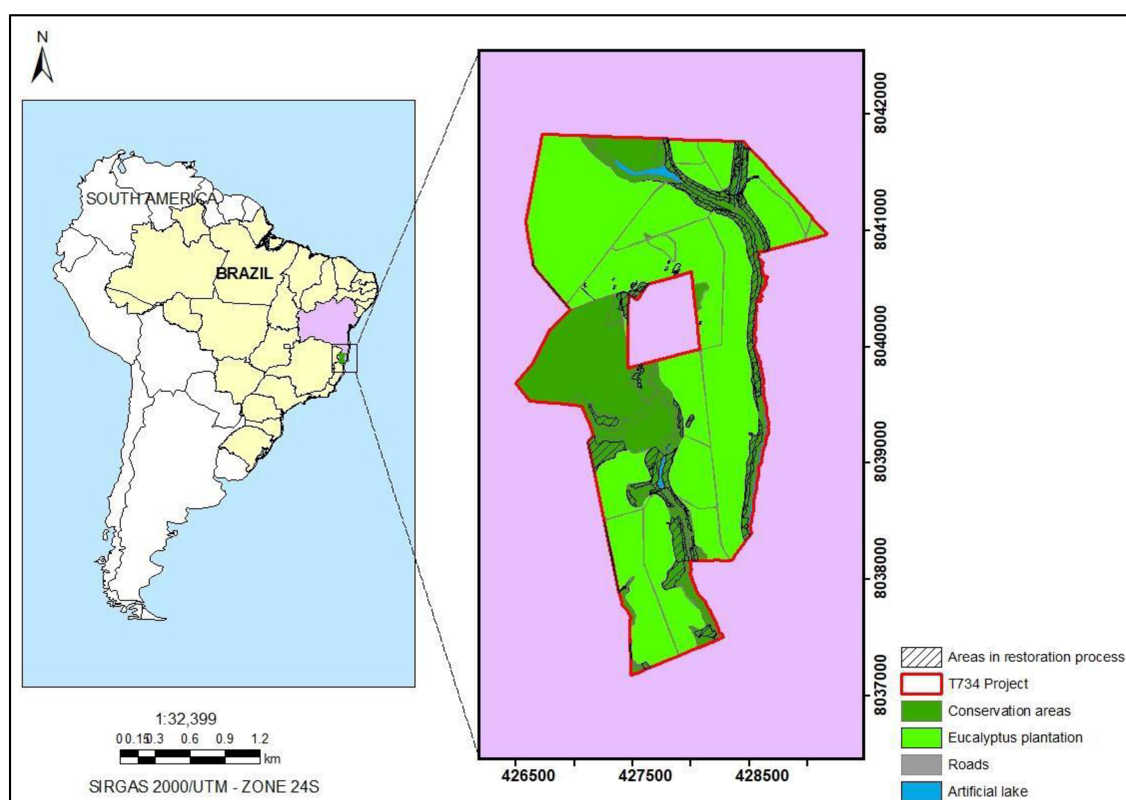 N
SOUTH AMERICA
BRAZIL
1:32,399
0 0.15 0.3 0.6 0.9 1.2
km
SIRGAS 2000/UTM - ZONE 24S
8042000
8041000
8040000
8039000
8038000
8037000
426500 427500 428500
Areas in restoration process
T734 Project
Conservation areas
Eucalyptus plantation
Roads
Artificial lake